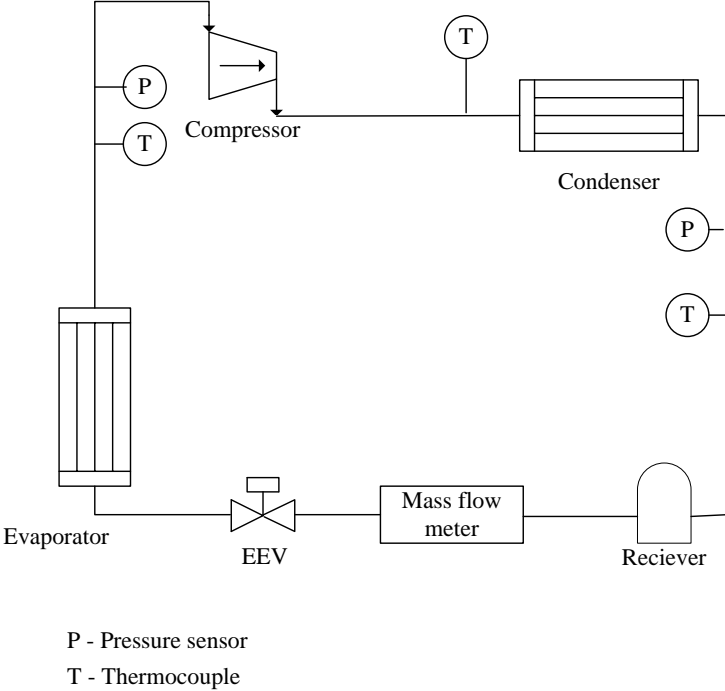 T
P
Compressor
T
Condenser
P
T
Mass flow
meter
Evaporator
EEV
Reciever
P - Pressure sensor
T - Thermocouple